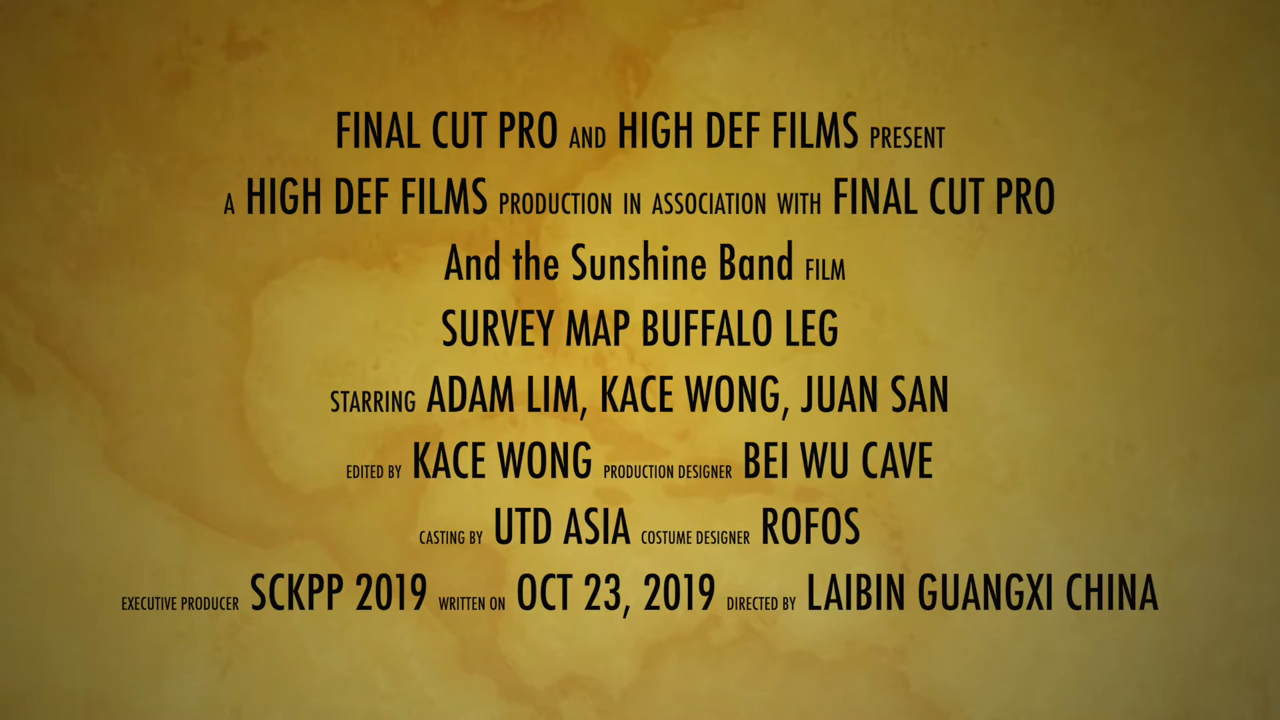 FINAL CUT PRO AND HIGH DEF FILMS PRESENT
A HIGH DEF FILMS PRODUCTION IN ASSOCIATION WITH FINAL CUT PRO
And the Sunshine Band FILM
SURVEY MAP BUFFALO LEG
STARRING ADAM LIM, KACE WONG, JUAN SAN
EDITED BY KACE WONG PRODUCTION DESIGNER BEI WU CAVE
CASTING BY UTD ASIA COSTUME DESIGNER ROFOS
EXECUTIVE PRODUCER SCKPP 2019 WRITTEN ON OCT 23, 2019 DIRECTED BY LAIBIN GUANGXI CHINA